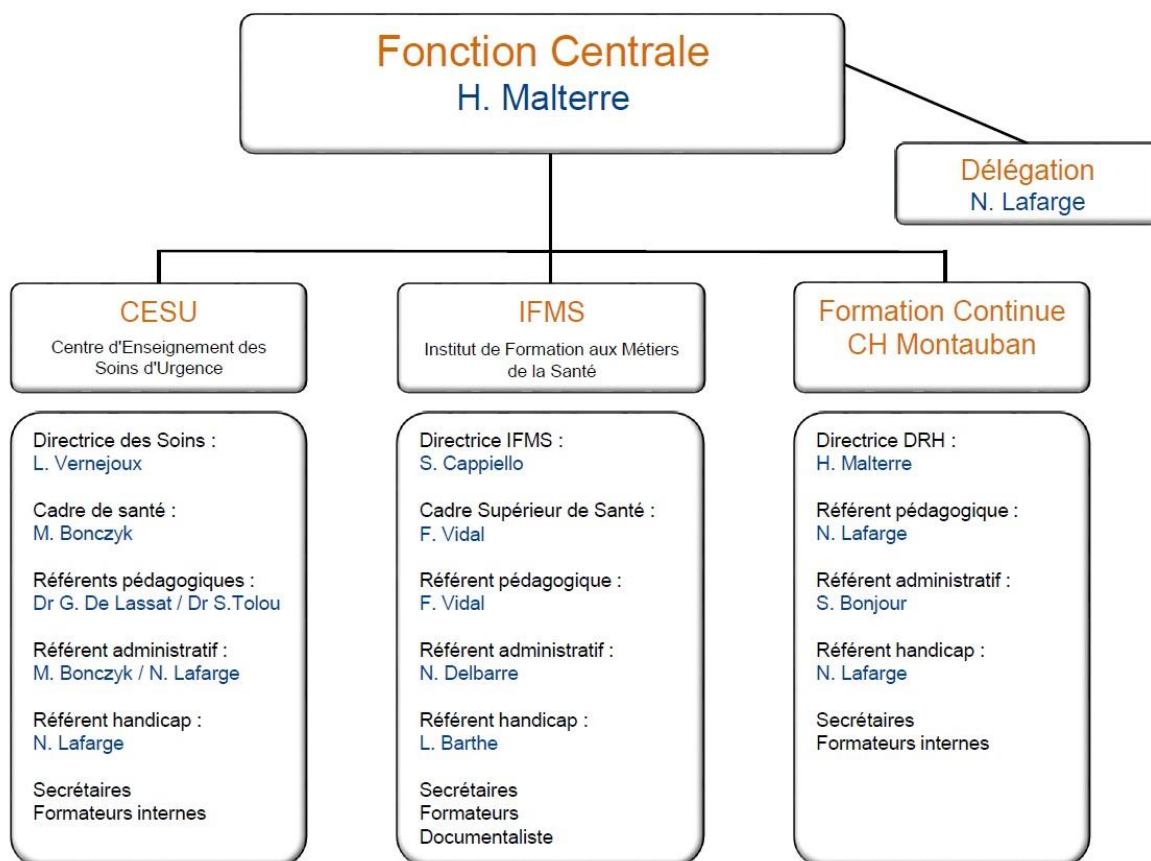 Fonction Centrale
H. Malterre
Délégation
N. Lafarge
CESU
Centre d'Enseignement des
Soins d'Urgence
IFMS
Institut de Formation aux Métiers
de la Santé
Formation Continue
CH Montauban
Directrice des Soins :
L. Vernejoux
Cadre de santé :
M. Bonczyk
Référents pédagogiques :
Dr G. De Lassat / Dr S.Tolou
Référent administratif :
M. Bonczyk / N. Lafarge
Référent handicap :
N. Lafarge
Secrétaires
Formateurs internes
Directrice IFMS :
S. Cappiello
Cadre Supérieur de Santé :
F. Vidal
Référent pédagogique :
F. Vidal
Référent administratif :
N. Delbarre
Référent handicap :
L. Barthe
Secrétaires
Formateurs
Documentaliste
Directrice DRH :
H. Malterre
Référent pédagogique :
N. Lafarge
Référent administratif :
S. Bonjour
Référent handicap :
N. Lafarge
Secrétaires
Formateurs internes